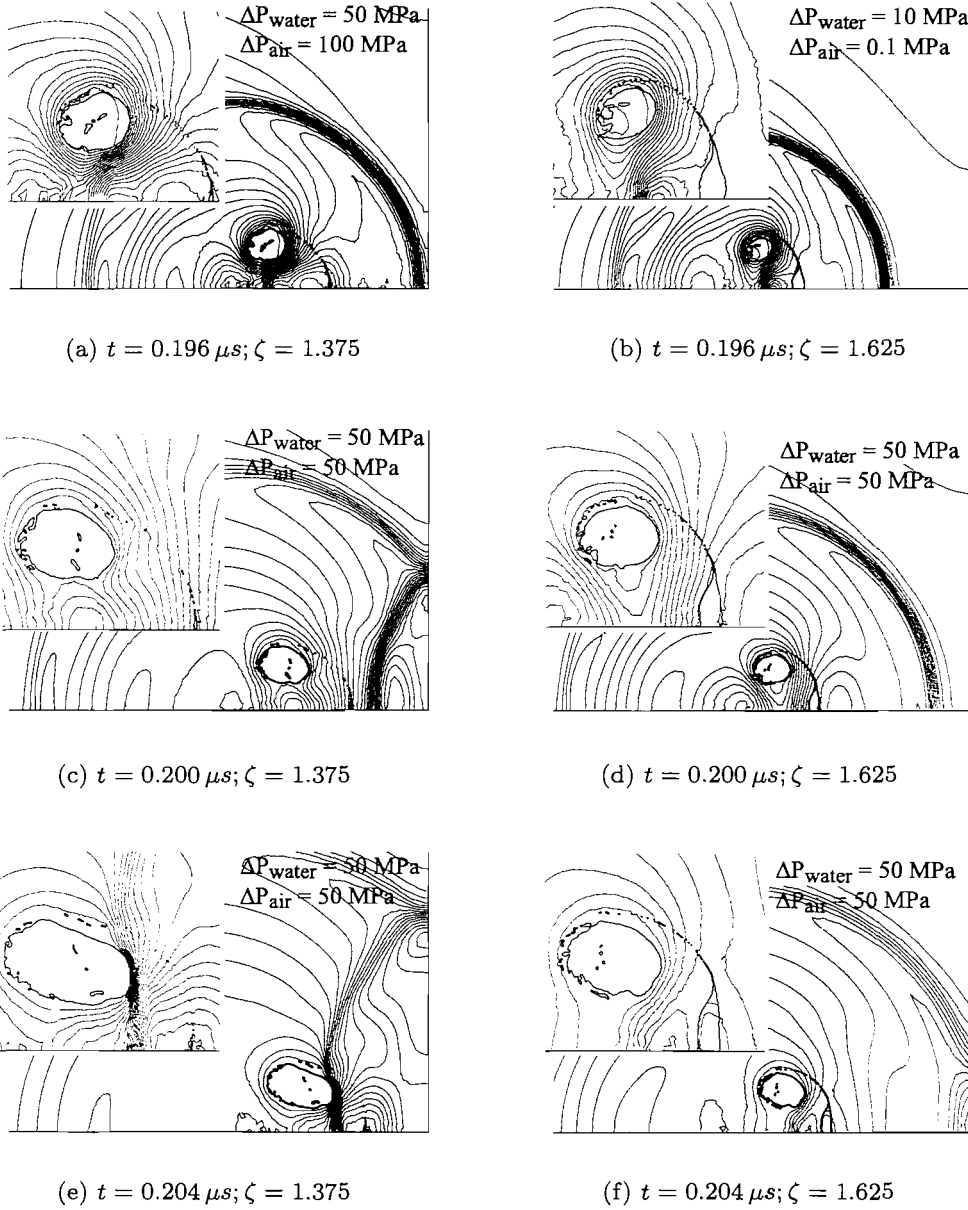 ΔPwater = 50 MPa
ΔPair = 100 MPa
ΔPwater = 10 MPa
ΔPair = 0.1 MPa
(a) t = 0.196 μs; ζ = 1.375
(b) t = 0.196 μs; ζ = 1.625
ΔPwater = 50 MPa
ΔPair = 50 MPa
ΔPwater = 50 MPa
ΔPair = 50 MPa
(c) t = 0.200 μs; ζ = 1.375
(d) t = 0.200 μs; ζ = 1.625
ΔPwater = 50 MPa
ΔPair = 50 MPa
ΔPwater = 50 MPa
ΔPair = 50 MPa
(e) t = 0.204 μs; ζ = 1.375
(f) t = 0.204 μs; ζ = 1.625